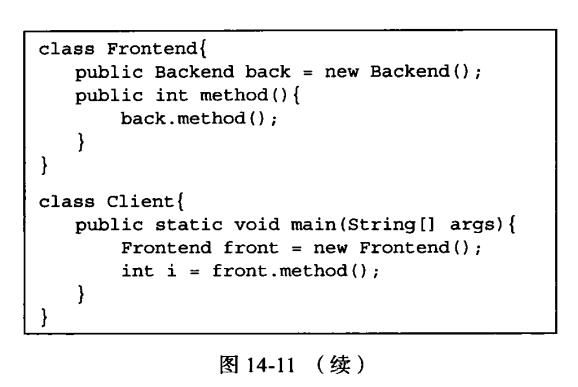 class Frontend{
    public Backend back = new Backend();
    public int method(){
        back.method();
    }
}
class Client{
    public static void main(String[] args){
        Frontend front = new Frontend();
        int i = front.method();
    }
}
图 14-11 （续）